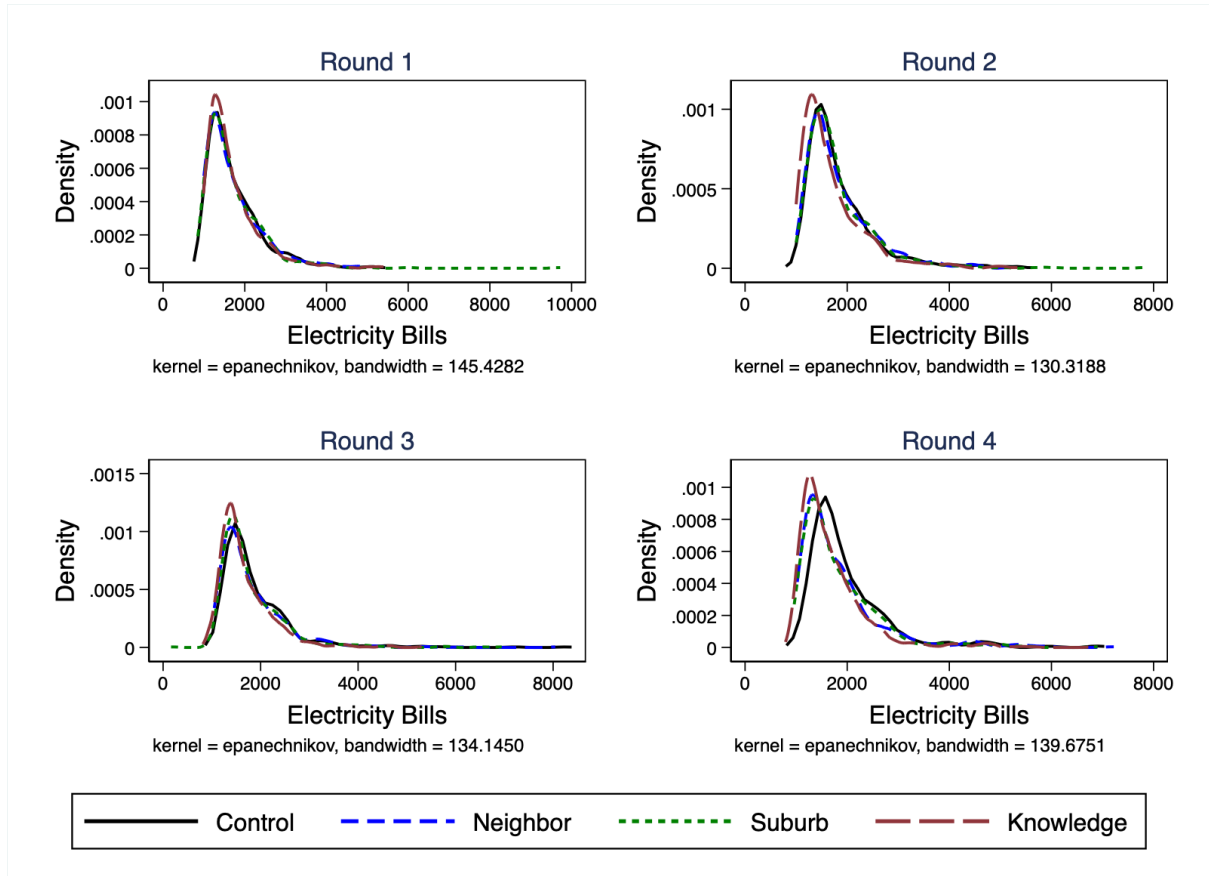 Round 1
Density
.001
.0008
.0006
.0004
.0002
0
0 2000 4000 6000 8000 10000
Electricity Bills
kernel = epanechnikov, bandwidth = 145.4282
Round 2
Density
.001
.0005
0
0 2000 4000 6000 8000
Electricity Bills
kernel = epanechnikov, bandwidth = 130.3188
Round 3
Density
.0015
.001
.0005
0
0 2000 4000 6000 8000
Electricity Bills
kernel = epanechnikov, bandwidth = 134.1450
Round 4
Density
.001
.0008
.0006
.0004
.0002
0
0 2000 4000 6000 8000
Electricity Bills
kernel = epanechnikov, bandwidth = 139.6751
Control Neighbor Suburb Knowledge